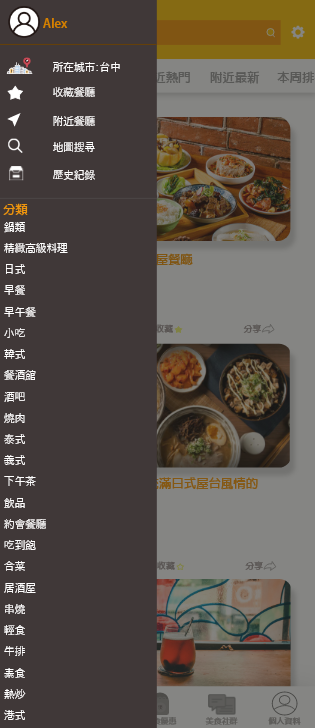 Alex
所在城市:台中
收藏餐廳
附近餐廳
地圖搜尋
歷史紀錄
分類
鍋類
精緻高級料理
日式
早餐
早午餐
小吃
韓式
餐酒館
酒吧
燒肉
泰式
義式
下午茶
飲品
約會餐廳
吃到飽
合菜
居酒屋
串燒
輕食
牛排
素食
熱炒
港式
近熱門 附近最新 本周排
屋餐廳
收藏 分享
滿日式屋台風情的
收藏 分享
優惠 美食社群 個人資料